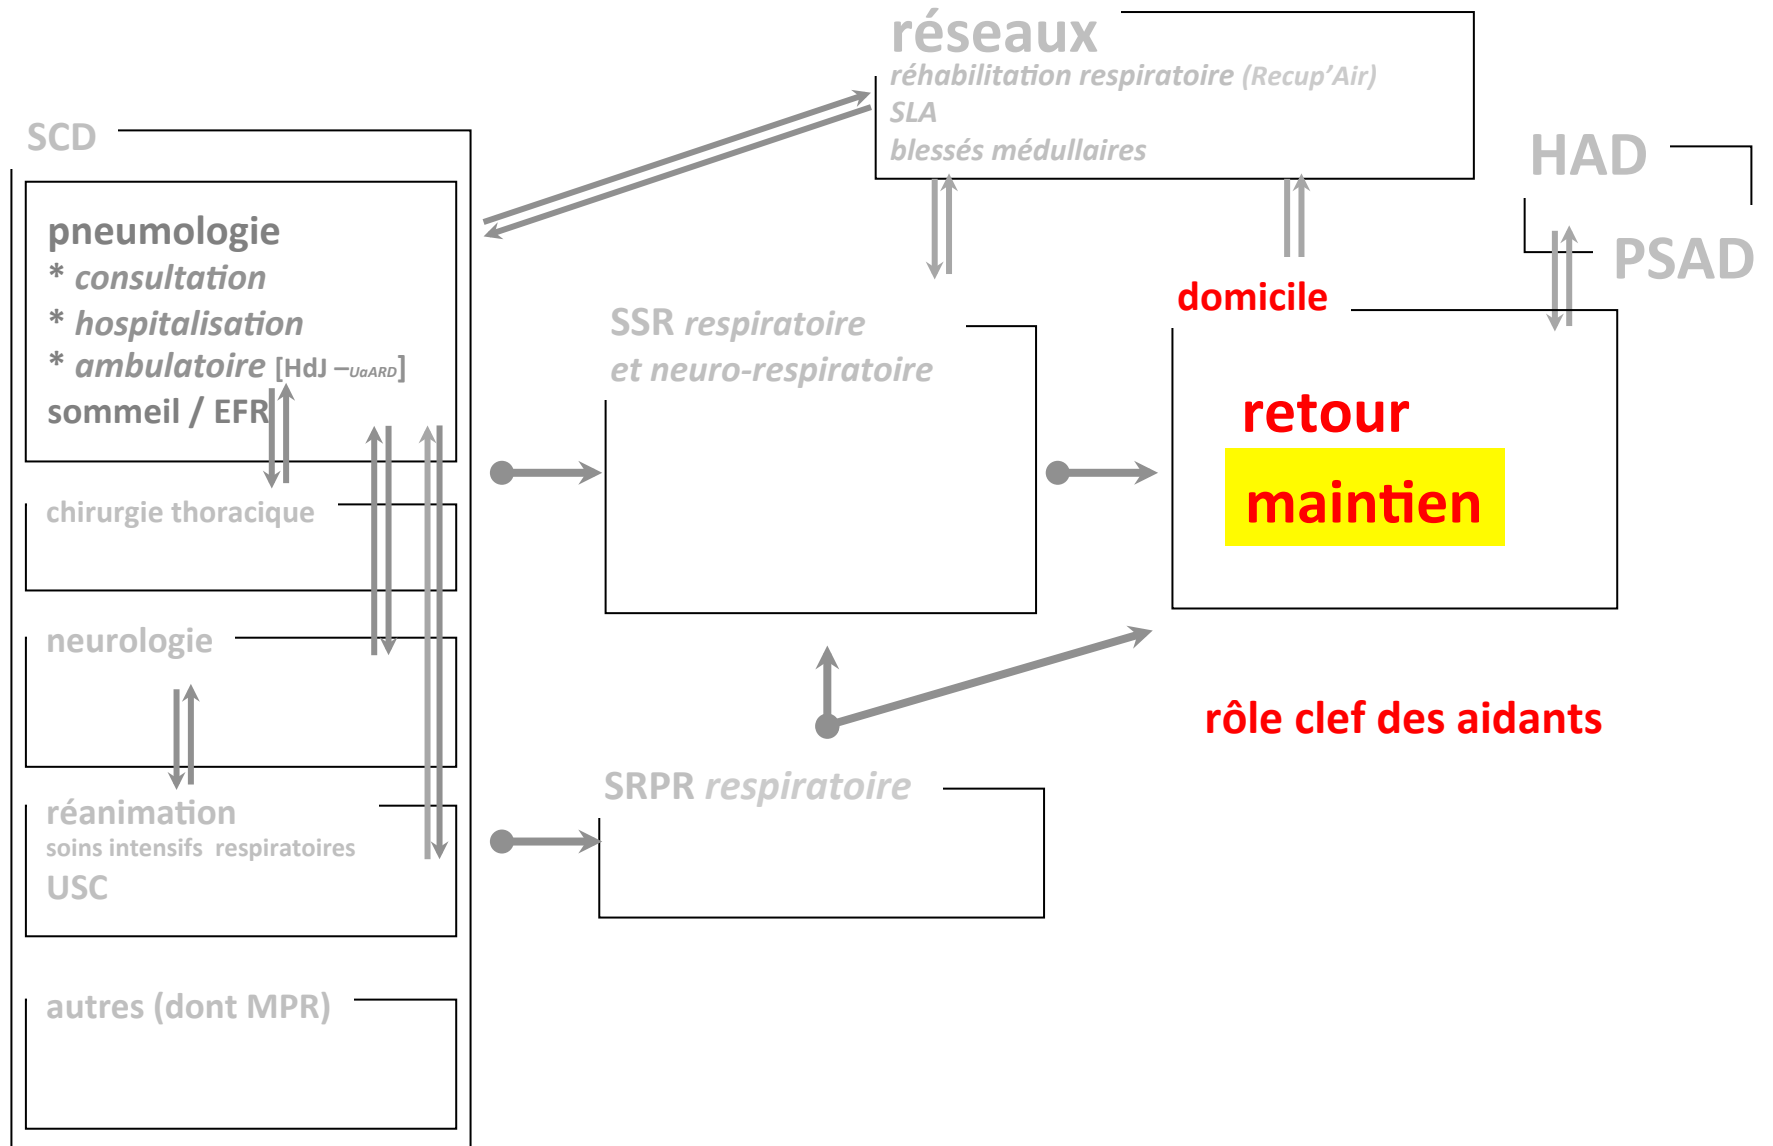 réseaux
réhabilitation respiratoire (Recup'Air)
SLA
blessés médullaires
SCD
pneumologie
* consultation
* hospitalisation
* ambulatoire [HdJ –UaARD]
sommeil / EFR
chirurgie thoracique
neurologie
réanimation
soins intensifs respiratoires
USC
autres (dont MPR)
SSR respiratoire
et neuro-respiratoire
SRPR respiratoire
HAD
PSAD
domicile
retour
maintien
rôle clef des aidants